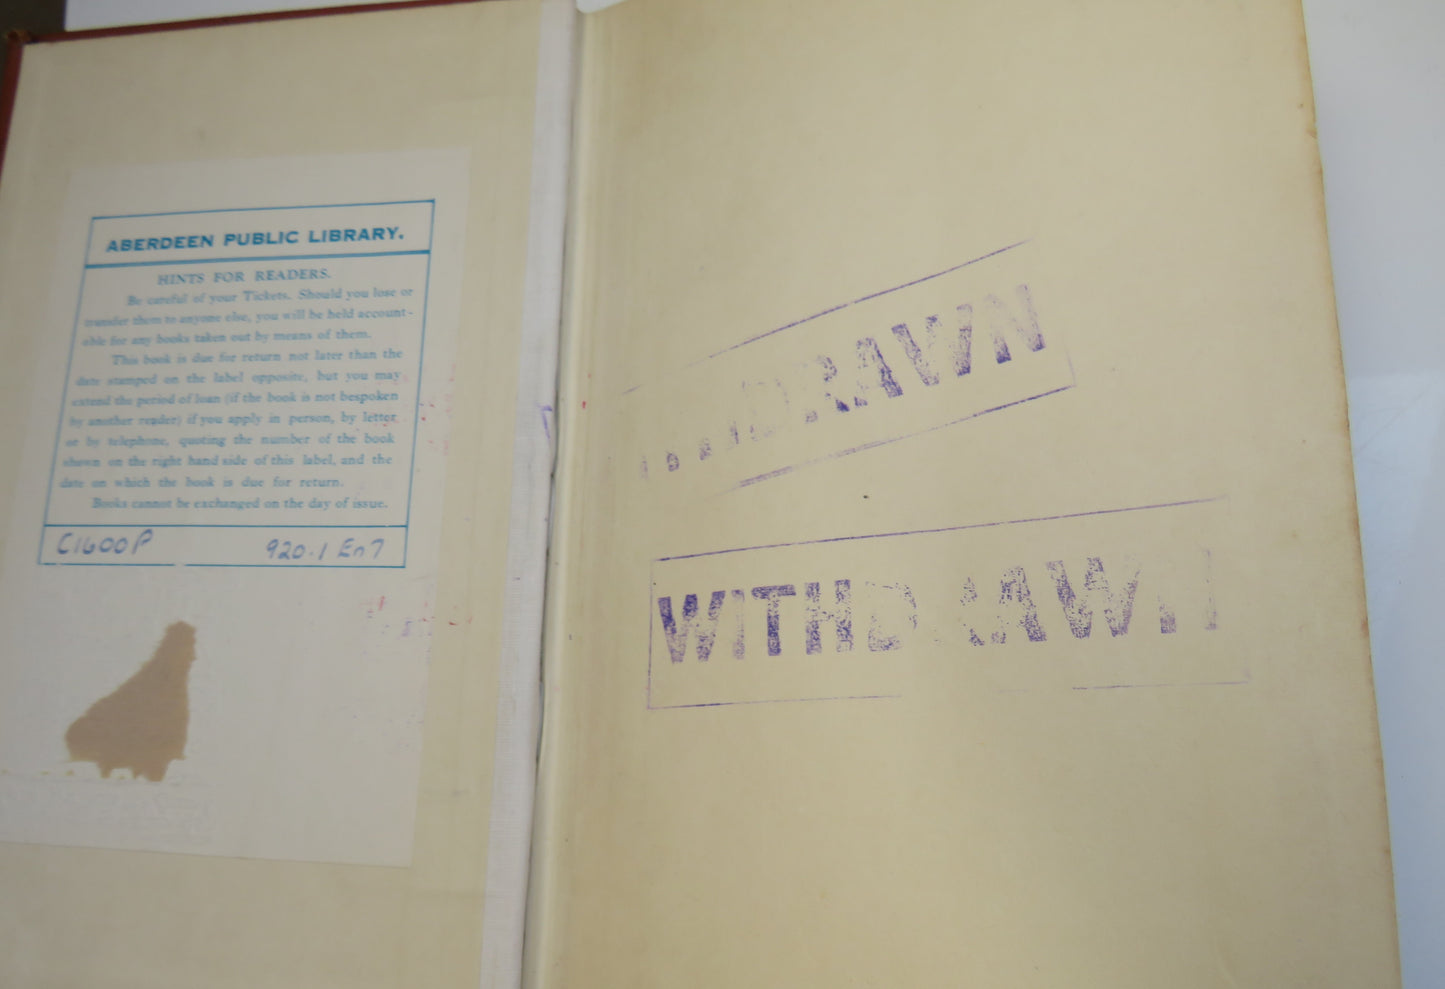 ABERDEEN PUBLIC LIBRARY.
HINTS FOR READERS.
Be careful of your Tickets. Should you lose or
transfer them to anyone else, you will be held account-
able for any books taken out by means of them.
This book is due for return not later than the
date stamped on the label opposite, but you may
extend the period of loan (if the book is not bespoken
by another reader) if you apply in person, by letter
or by telephone, quoting the number of the book
shewn on the right hand side of this label, and the
date on which the book is due for return.
Books cannot be exchanged on the day of issue.
C1600P 920.1 En7
WITHDRAWN
WITHDRAWN